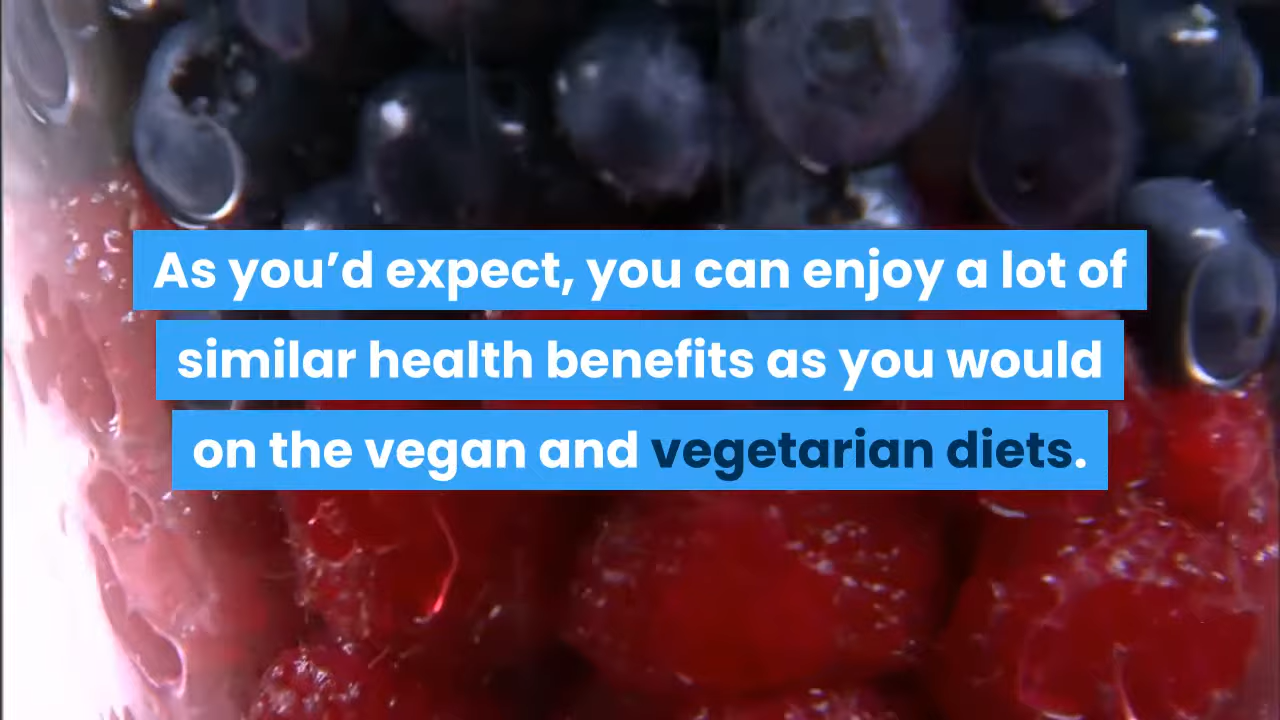 As you’d expect, you can enjoy a lot of
similar health benefits as you would
on the vegan and vegetarian diets.